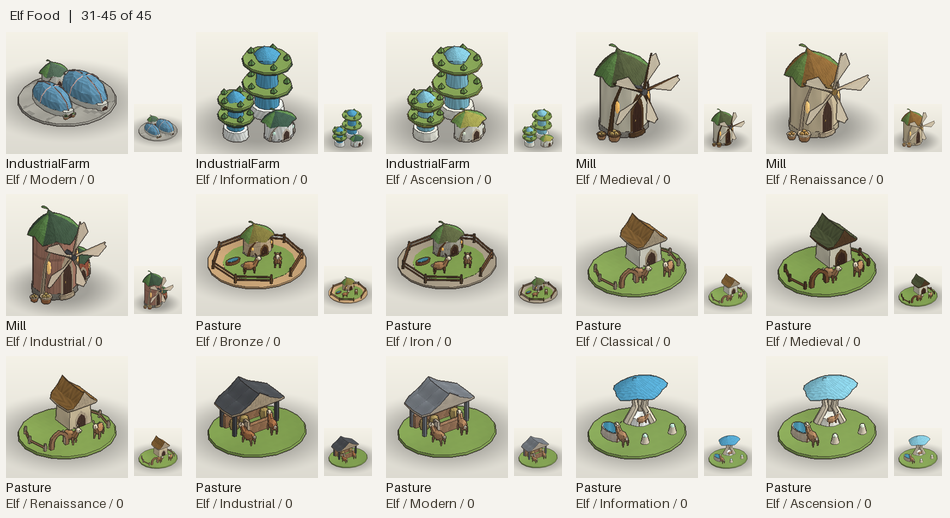 Elf Food | 31-45 of 45
IndustrialFarm
Elf / Modern / 0
IndustrialFarm
Elf / Information / 0
IndustrialFarm
Elf / Ascension / 0
Mill
Elf / Medieval / 0
Mill
Elf / Renaissance / 0
Mill
Elf / Industrial / 0
Pasture
Elf / Bronze / 0
Pasture
Elf / Iron / 0
Pasture
Elf / Classical / 0
Pasture
Elf / Medieval / 0
Pasture
Elf / Renaissance / 0
Pasture
Elf / Industrial / 0
Pasture
Elf / Modern / 0
Pasture
Elf / Information / 0
Pasture
Elf / Ascension / 0